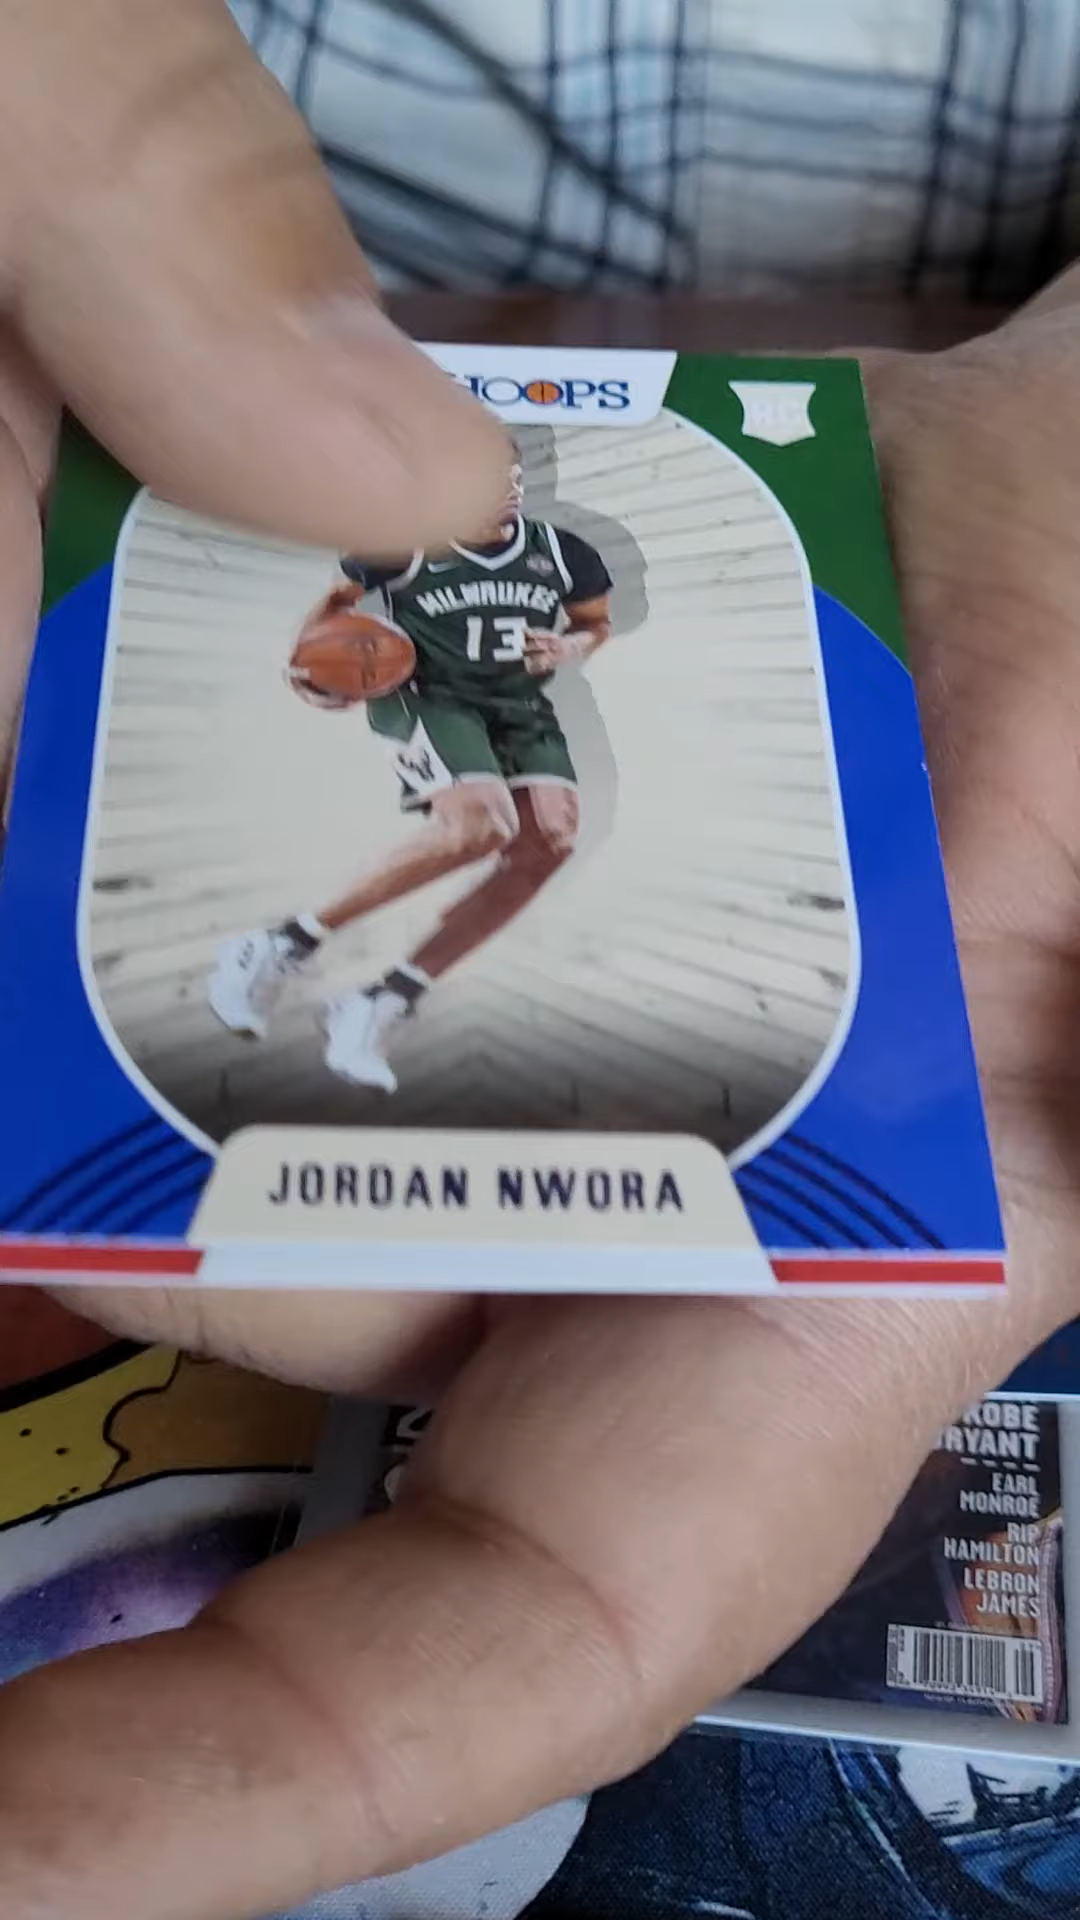 HOOPS
RC
MILWAUKEE
13
JORDAN NWORA
KOBE
BRYANT
EARL
MONROE
RIP
HAMILTON
LEBRON
JAMES